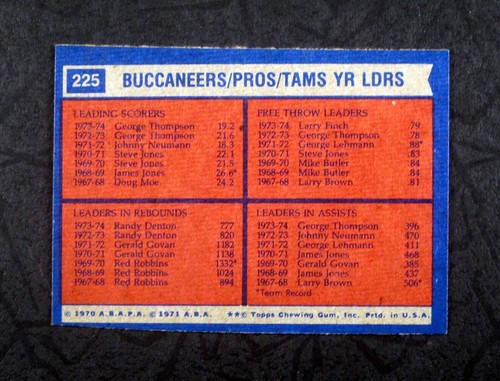 225 BUCCANEERS/PROS/TAMS YR LDRS
LEADING SCORERS
1973-74 George Thompson 19.2
1972-73 George Thompson 21.6
1971-72 Johnny Neumann 18.3
1970-71 Steve Jones 22.1
1969-70 Steve Jones 21.5
1968-69 James Jones 26.6*
1967-68 Doug Moe 24.2
FREE THROW LEADERS
1973-74 Larry Finch .79
1972-73 George Thompson .78
1971-72 George Lehmann .88*
1970-71 Steve Jones .83
1969-70 Mike Butler .84
1968-69 Mike Butler .84
1967-68 Larry Brown .81
LEADERS IN REBOUNDS
1973-74 Randy Denton 777
1972-73 Randy Denton 820
1971-72 Gerald Govan 1182
1970-71 Gerald Govan 1138
1969-70 Red Robbins 1332*
1968-69 Red Robbins 1024
1967-68 Red Robbins 894
LEADERS IN ASSISTS
1973-74 George Thompson 396
1972-73 Johnny Neumann 470
1971-72 George Lehmann 411
1970-71 James Jones 468
1969-70 Gerald Govan 385
1968-69 James Jones 437
1967-68 Larry Brown 506*
*Team Record
© 1970 A.B.A.P.A. © 1971 A.B.A. ★★© Topps Chewing Gum, Inc. Prtd. in U.S.A.